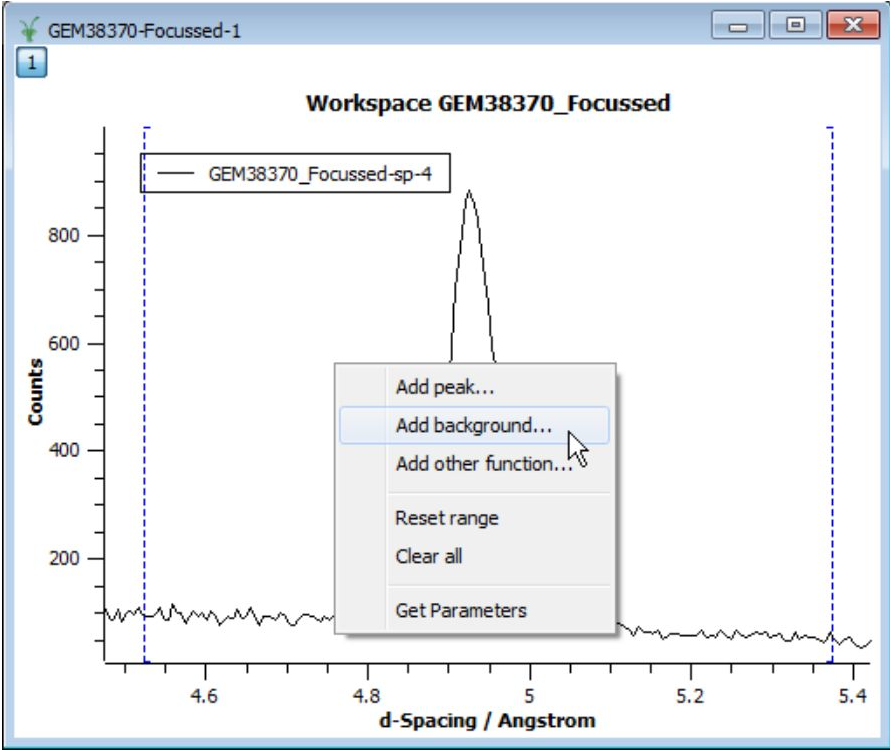 GEM38370-Focussed-1
1
Workspace GEM38370_Focussed
GEM38370_Focussed-sp-4
800
600
400
200
Counts
Add peak...
Add background...
Add other function...
Reset range
Clear all
Get Parameters
4.6 4.8 5 5.2 5.4
d-Spacing / Angstrom